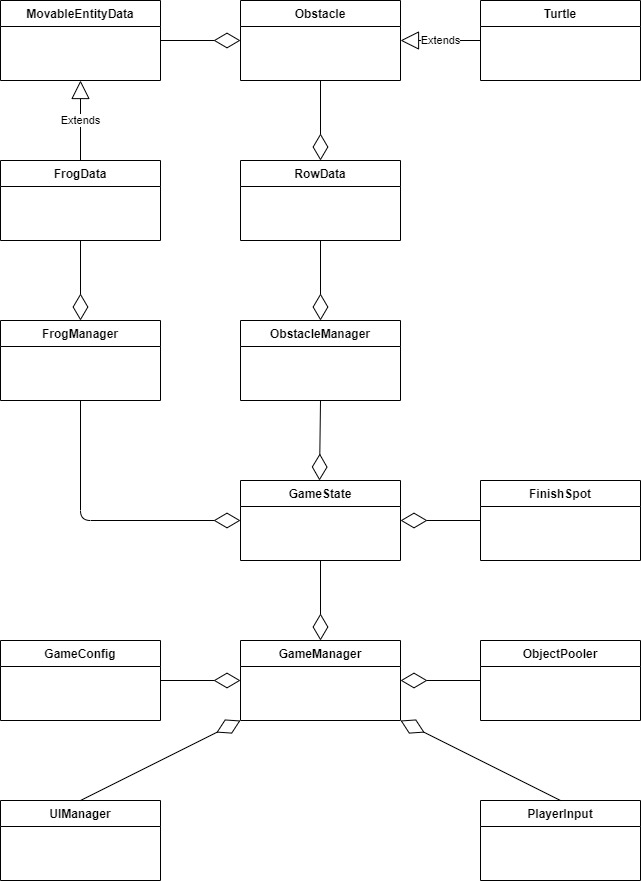 MovableEntityData
Obstacle
Turtle
Extends
Extends
FrogData
RowData
FrogManager
ObstacleManager
GameState
FinishSpot
GameConfig
GameManager
ObjectPooler
UIManager
PlayerInput